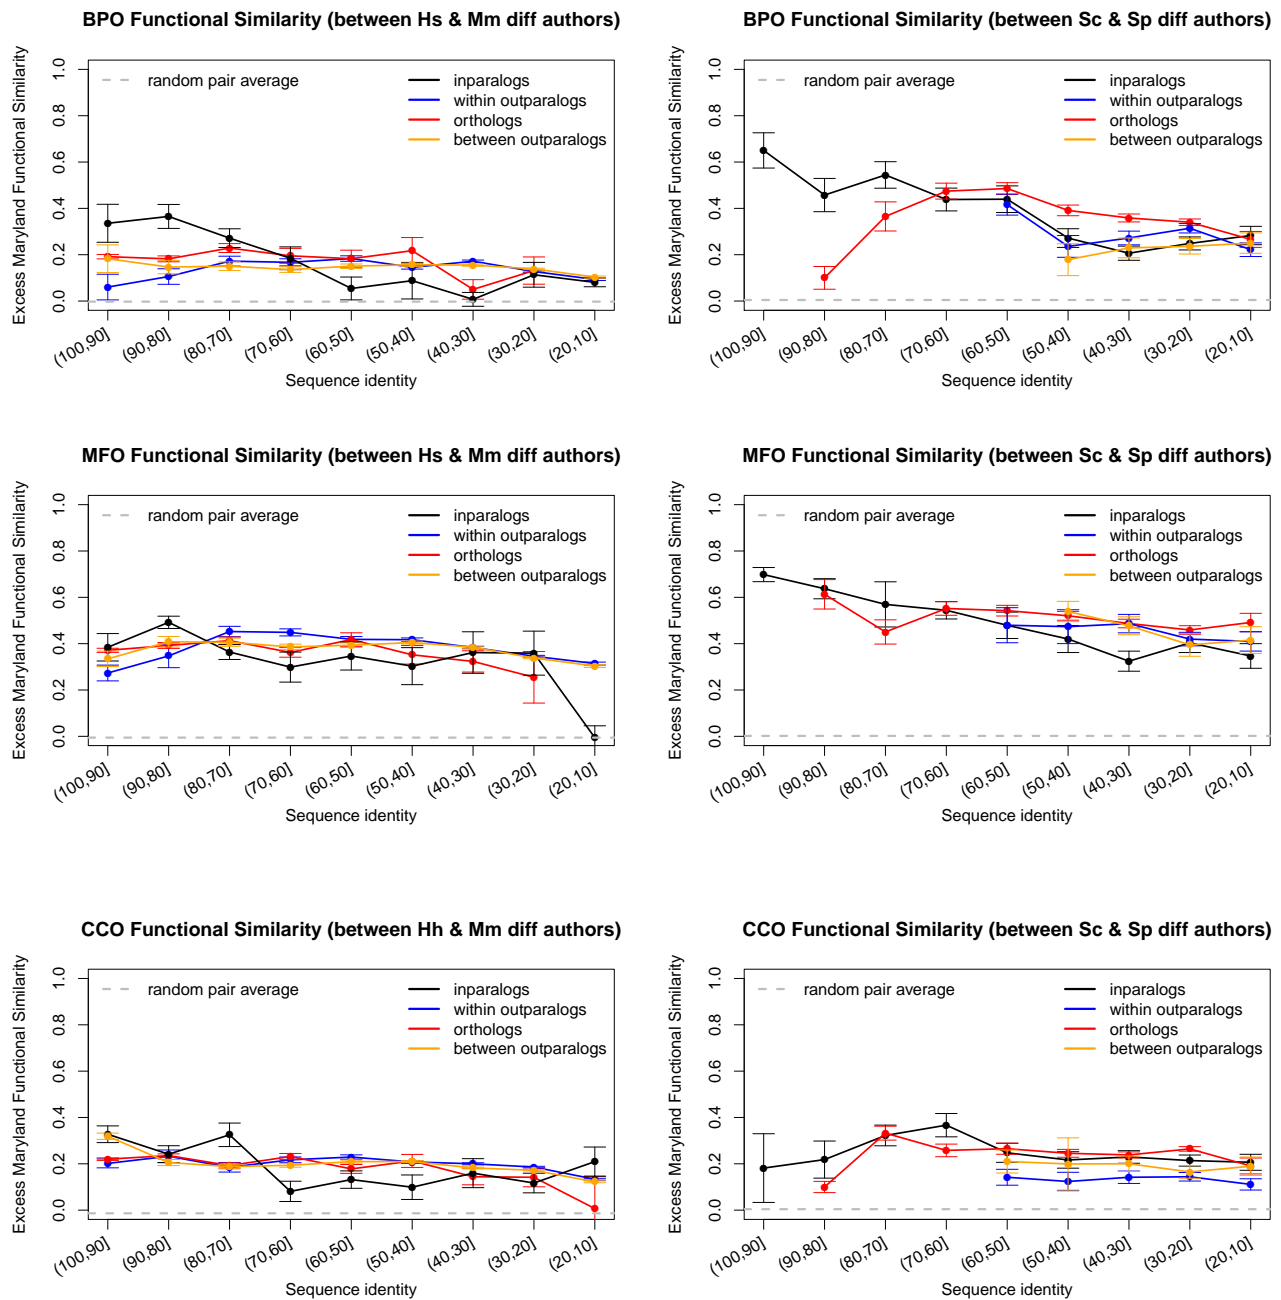 BPO Functional Similarity (between Hs & Mm diff authors)
Excess Maryland Functional Similarity
1.0
0.8
0.6
0.4
0.2
0.0
random pair average
inparalogs
within outparalogs
orthologs
between outparalogs
(100,90]
(90,80]
(80,70]
(70,60]
(60,50]
(50,40]
(40,30]
(30,20]
(20,10]
Sequence identity
BPO Functional Similarity (between Sc & Sp diff authors)
Excess Maryland Functional Similarity
1.0
0.8
0.6
0.4
0.2
0.0
random pair average
inparalogs
within outparalogs
orthologs
between outparalogs
(100,90]
(90,80]
(80,70]
(70,60]
(60,50]
(50,40]
(40,30]
(30,20]
(20,10]
Sequence identity
MFO Functional Similarity (between Hs & Mm diff authors)
Excess Maryland Functional Similarity
1.0
0.8
0.6
0.4
0.2
0.0
random pair average
inparalogs
within outparalogs
orthologs
between outparalogs
(100,90]
(90,80]
(80,70]
(70,60]
(60,50]
(50,40]
(40,30]
(30,20]
(20,10]
Sequence identity
MFO Functional Similarity (between Sc & Sp diff authors)
Excess Maryland Functional Similarity
1.0
0.8
0.6
0.4
0.2
0.0
random pair average
inparalogs
within outparalogs
orthologs
between outparalogs
(100,90]
(90,80]
(80,70]
(70,60]
(60,50]
(50,40]
(40,30]
(30,20]
(20,10]
Sequence identity
CCO Functional Similarity (between Hh & Mm diff authors)
Excess Maryland Functional Similarity
1.0
0.8
0.6
0.4
0.2
0.0
random pair average
inparalogs
within outparalogs
orthologs
between outparalogs
(100,90]
(90,80]
(80,70]
(70,60]
(60,50]
(50,40]
(40,30]
(30,20]
(20,10]
Sequence identity
CCO Functional Similarity (between Sc & Sp diff authors)
Excess Maryland Functional Similarity
1.0
0.8
0.6
0.4
0.2
0.0
random pair average
inparalogs
within outparalogs
orthologs
between outparalogs
(100,90]
(90,80]
(80,70]
(70,60]
(60,50]
(50,40]
(40,30]
(30,20]
(20,10]
Sequence identity